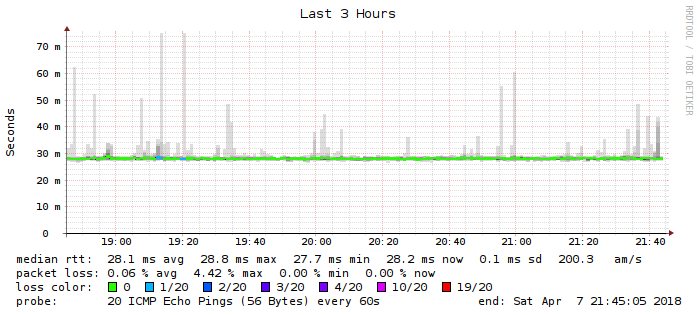 Last 3 Hours
RRDTOOL / TOBI OETIKER
Seconds
70 m
60 m
50 m
40 m
30 m
20 m
10 m
0
19:00 19:20 19:40 20:00 20:20 20:40 21:00 21:20 21:40
median rtt: 28.1 ms avg 28.8 ms max 27.7 ms min 28.2 ms now 0.1 ms sd 200.3 am/s
packet loss: 0.06 % avg 4.42 % max 0.00 % min 0.00 % now
loss color: 0 1/20 2/20 3/20 4/20 10/20 19/20
probe: 20 ICMP Echo Pings (56 Bytes) every 60s end: Sat Apr 7 21:45:05 2018